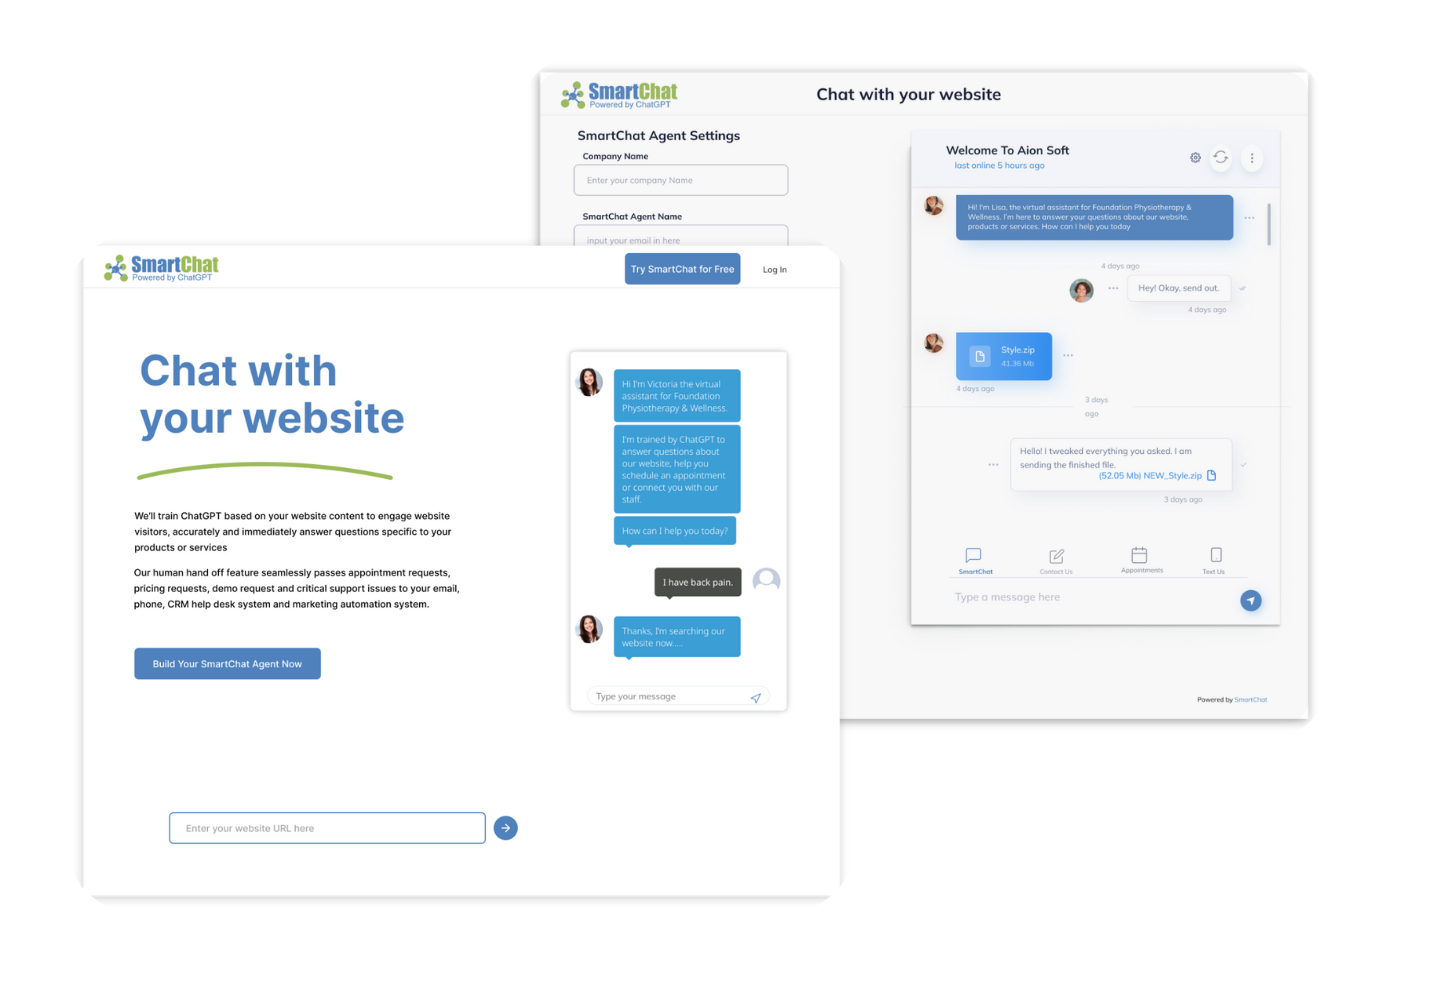 SmartChat
Powered by ChatGPT
Chat with your website
SmartChat Agent Settings
Company Name
Enter your company Name
SmartChat Agent Name
input your email in here
Welcome To Aion Soft
last online 5 hours ago
Hi! I'm Lisa, the virtual assistant for Foundation Physiotherapy &
Wellness. I'm here to answer your questions about our website,
products or services. How can I help you today
4 days ago
Hey! Okay, send out.
4 days ago
Style.zip
41.36 Mb
4 days ago
3 days
ago
Hello! I tweaked everything you asked. I am
sending the finished file.
(52.05 Mb) NEW_Style.zip
3 days ago
SmartChat
Contact Us
Appointments
Text Us
Type a message here
Powered by SmartChat
SmartChat
Powered by ChatGPT
Try SmartChat for Free
Log In
Chat with
your website
We'll train ChatGPT based on your website content to engage website
visitors, accurately and immediately answer questions specific to your
products or services
Our human hand off feature seamlessly passes appointment requests,
pricing requests, demo request and critical support issues to your email,
phone, CRM help desk system and marketing automation system.
Build Your SmartChat Agent Now
Enter your website URL here
Hi I'm Victoria the virtual
assistant for Foundation
Physiotherapy & Wellness.
I'm trained by ChatGPT to
answer questions about
our website, help you
schedule an appointment
or connect you with our
staff.
How can I help you today?
I have back pain.
Thanks, I'm searching our
website now....
Type your message